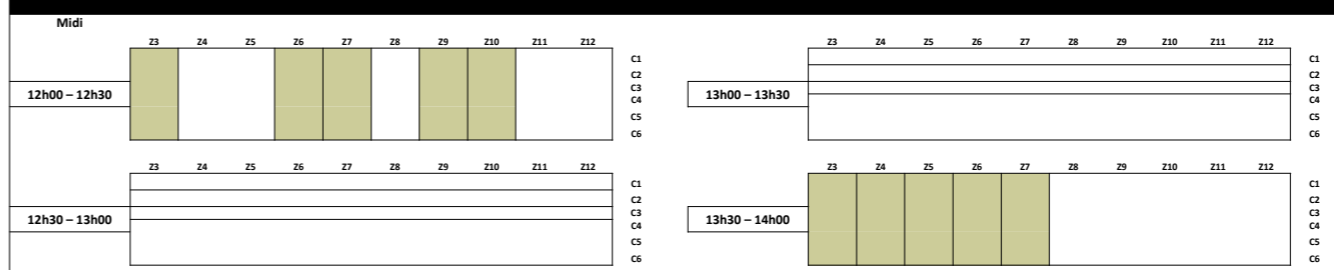 Midi
Z3 Z4 Z5 Z6 Z7 Z8 Z9 Z10 Z11 Z12
C1
C2
12h00 – 12h30
C3
C4
C5
C6
Z3 Z4 Z5 Z6 Z7 Z8 Z9 Z10 Z11 Z12
C1
C2
13h00 – 13h30
C3
C4
C5
C6
Z3 Z4 Z5 Z6 Z7 Z8 Z9 Z10 Z11 Z12
C1
C2
12h30 – 13h00
C3
C4
C5
C6
Z3 Z4 Z5 Z6 Z7 Z8 Z9 Z10 Z11 Z12
C1
C2
13h30 – 14h00
C3
C4
C5
C6